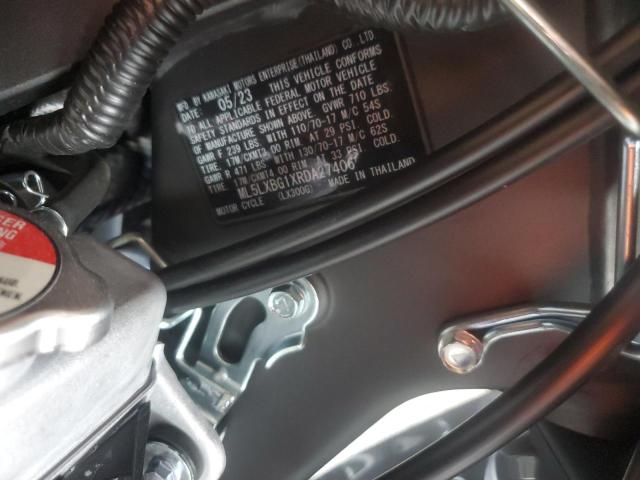 MFD. BY KAWASAKI MOTORS ENTERPRISE(THAILAND) CO.,LTD
DATE: 05/23 THIS VEHICLE CONFORMS
TO ALL APPLICABLE FEDERAL MOTOR VEHICLE
SAFETY STANDARDS IN EFFECT ON THE DATE
OF MANUFACTURE SHOWN ABOVE. GVWR 710 LBS.
GAWR F 239 LBS WITH 110/70-17 M/C 54S
TIRE. 17M/CXMT3.00 RIM. AT 29 PSI COLD.
GAWR R 471 LBS WITH 130/70-17 M/C 62S
TIRE. 17M/CXMT4.00 RIM. AT 33 PSI COLD.
ML5LXBG1XRDA27406
MOTOR CYCLE (LX300G) MADE IN THAILAND